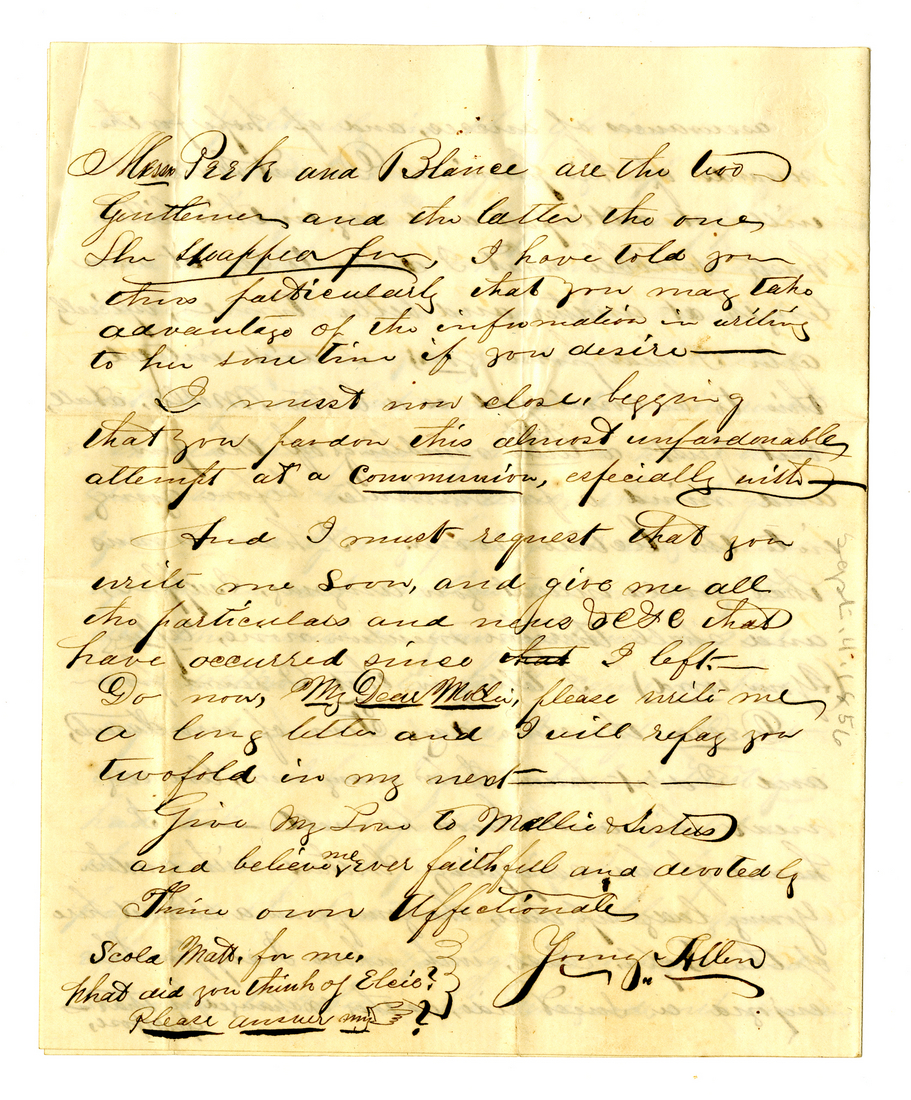 Messrs Peek and Blance are the two
Gentlemen and the latter the one
She swapped for, I have told you
this particularly that you may take
advantage of the information in writing
to her some time if you desire —
I must now close, begging
that you pardon this almost unpardonable
attempt at a Communion, especially with —
And I must request that you
write me soon, and give me all
the particulars and news &c&c that
have occurred since that I left. —
Do now, My Dear Mollie, please write me
a long letter and I will repay you
twofold in my next — —
Give My Love to Mollie & Sisters
and believe me ever faithfull and devotedly
Thine own Affectionate
Young J. Allen
Scold Matt. for me.
What did you think of Elcie?
Please answer my ?
Sept. 4. 1856